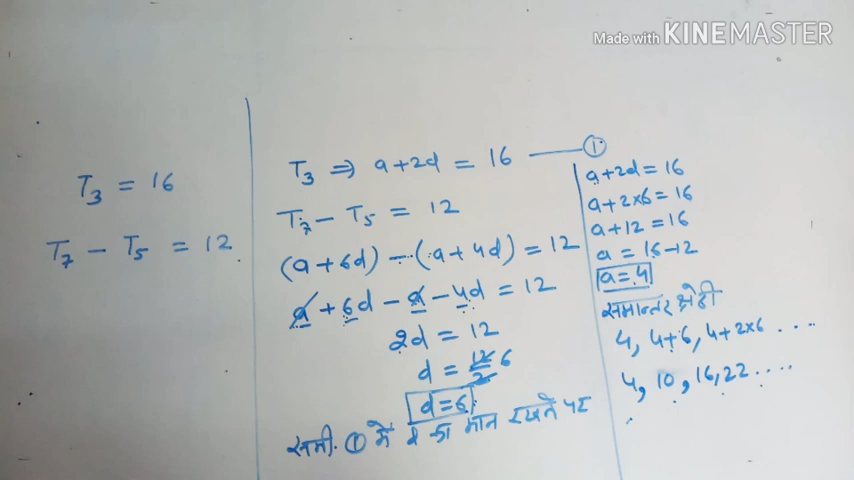 Made with KINEMASTER
T₃ = 16
T₇ – T₅ = 12
T₃ ⇒ a+2d = 16 —— ①
T₇ – T₅ = 12
(a+6d) – (a+4d) = 12
a + 6d – a – 4d = 12
2d = 12
d = 12/2 6
d=6
समी. ① में d का मान रखने पर
a+2d = 16
a+2×6 = 16
a+12 = 16
a = 16-12
a=4
समान्तर श्रेढी
4, 4+6, 4+2×6 ....
4, 10, 16, 22 ....